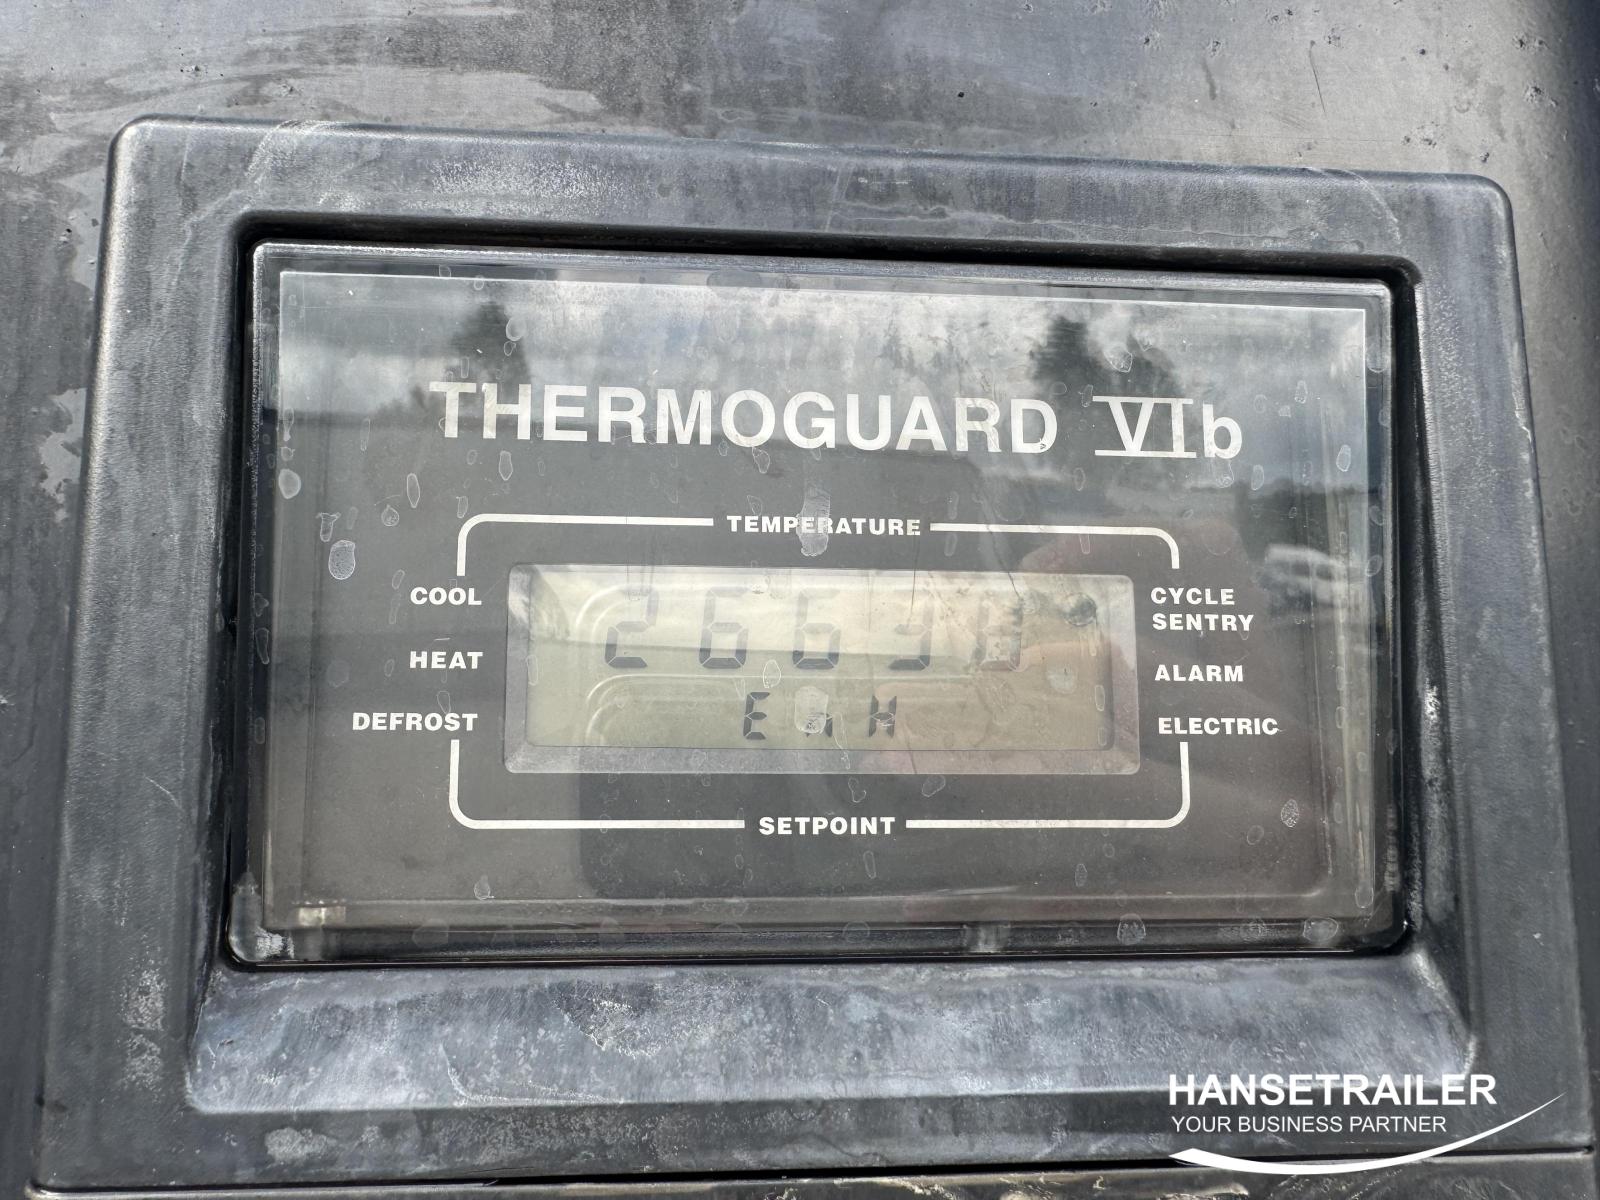 THERMOGUARD VIb
TEMPERATURE
COOL
HEAT
DEFROST
CYCLE
SENTRY
ALARM
ELECTRIC
SETPOINT
HANSETRAILER
YOUR BUSINESS PARTNER